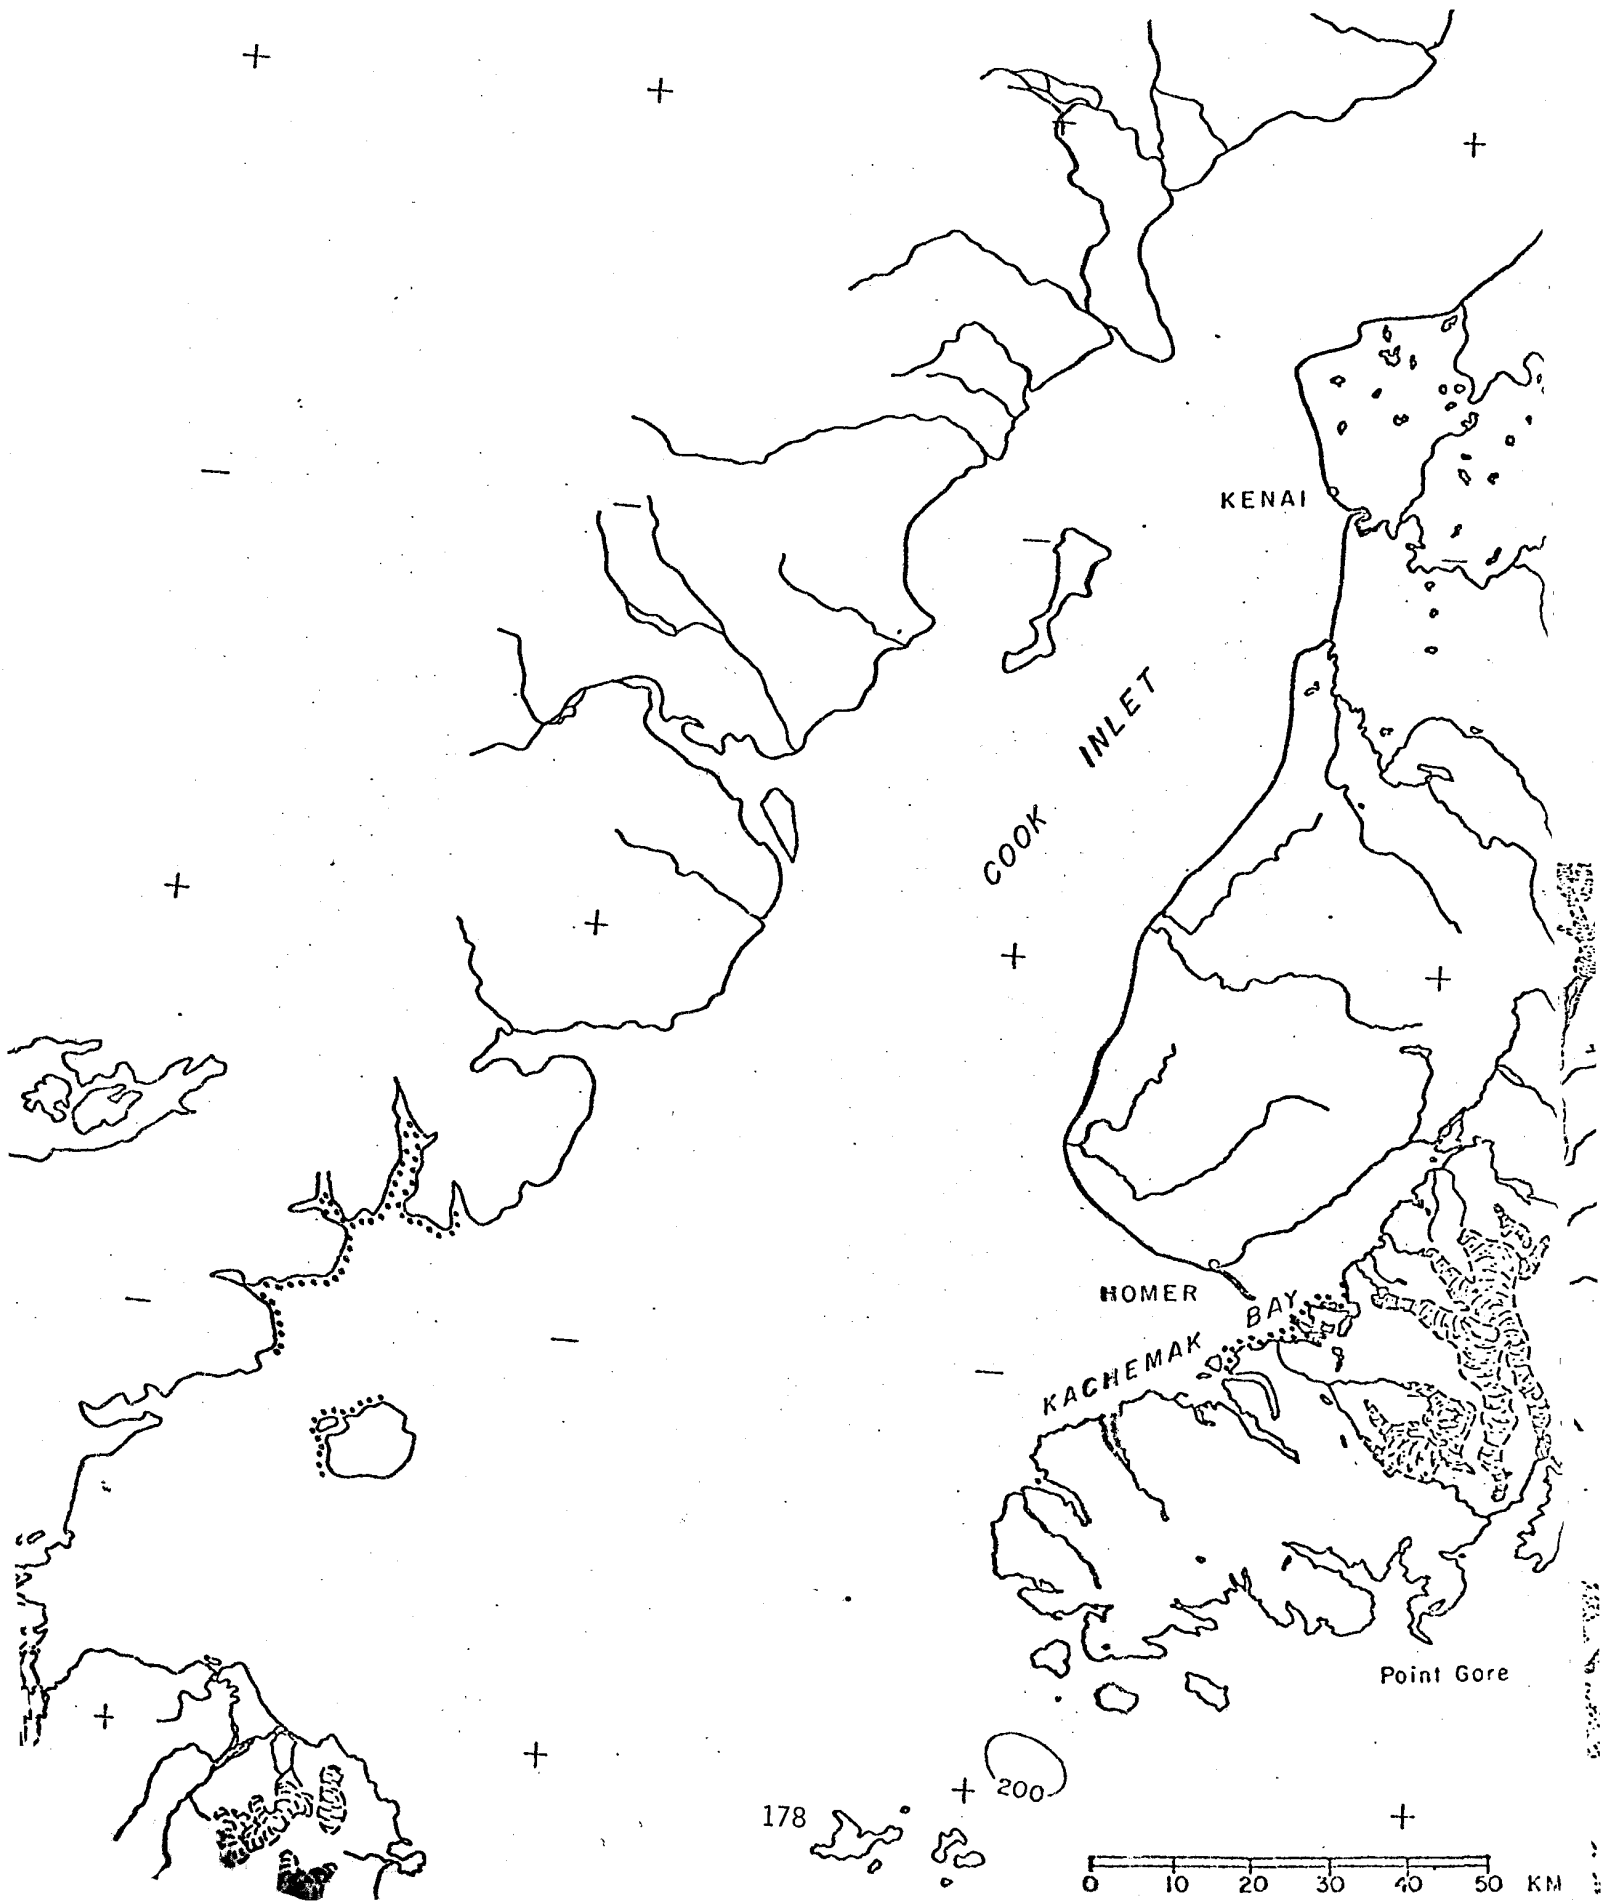 KENAI
COOK INLET
HOMER
KACHEMAK BAY
Point Gore
200
178
0 10 20 30 40 50 KM